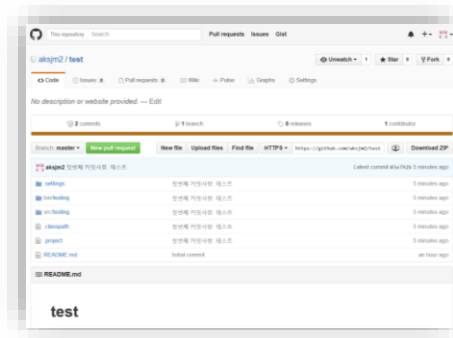 This repository Search Pull requests Issues Gist
aksjm2 / test Unwatch 1 Star 0 Fork 0
Code Issues 0 Pull requests 0 Wiki Pulse Graphs Settings
No description or website provided. — Edit
2 commits 1 branch 0 releases 1 contributor
Branch: master New pull request New file Upload files Find file HTTPS https://github.com/aksjm2/test Download ZIP
aksjm2 첫번째 커밋사항 테스트 Latest commit 5 minutes ago
.settings 첫번째 커밋사항 테스트 5 minutes ago
bin/testing 첫번째 커밋사항 테스트 5 minutes ago
src/testing 첫번째 커밋사항 테스트 5 minutes ago
.classpath 첫번째 커밋사항 테스트 5 minutes ago
.project 첫번째 커밋사항 테스트 5 minutes ago
README.md Initial commit an hour ago
README.md
test